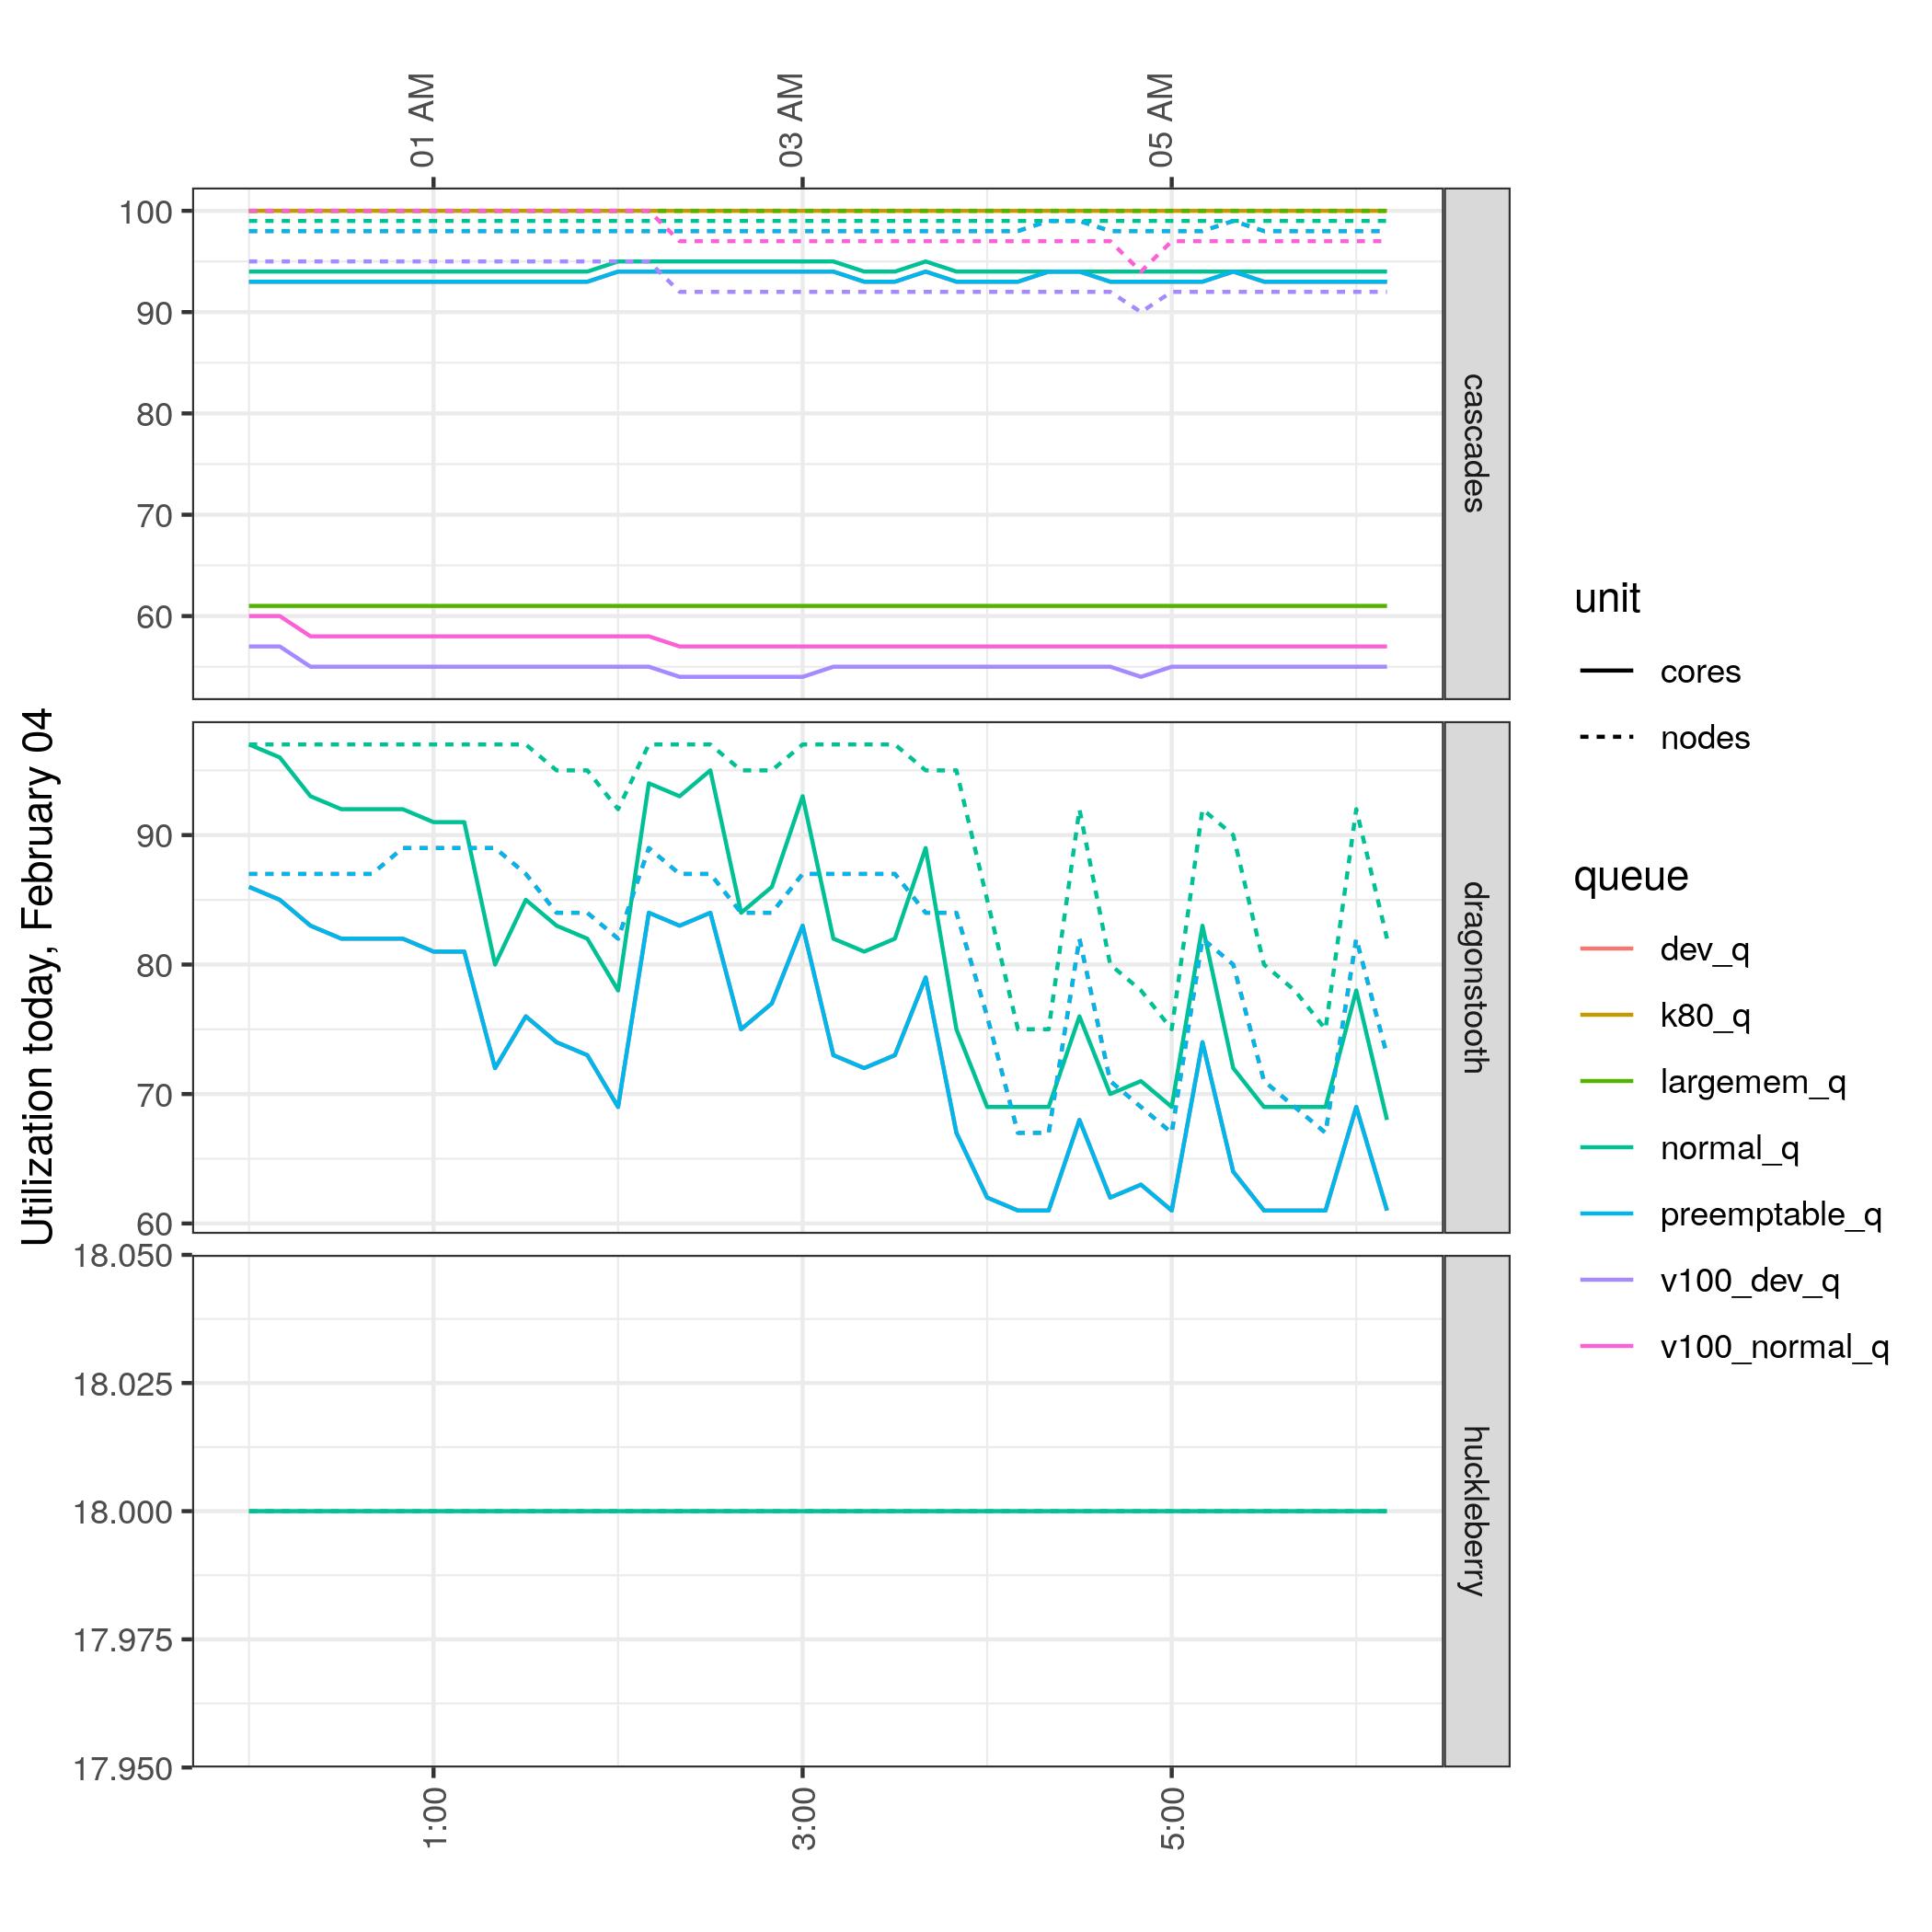 01 AM
03 AM
05 AM
Utilization today, February 04
100
90
80
70
60
cascades
90
80
70
60
dragonstooth
18.050
18.025
18.000
17.975
17.950
huckleberry
1:00
3:00
5:00
unit
cores
nodes
queue
dev_q
k80_q
largemem_q
normal_q
preemptable_q
v100_dev_q
v100_normal_q